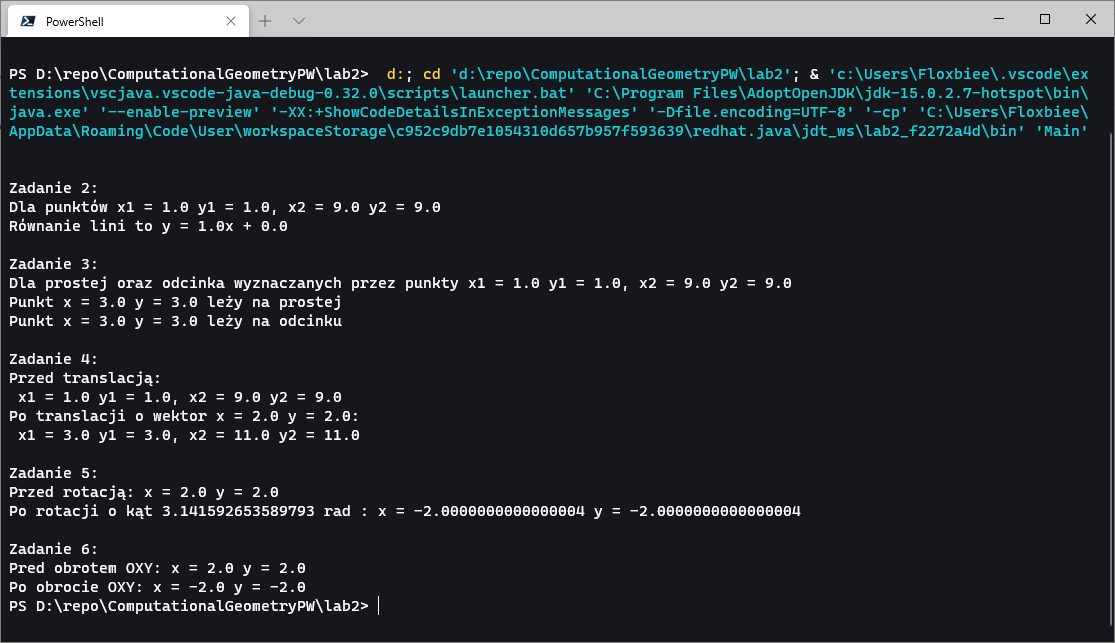 PowerShell
PS D:\repo\ComputationalGeometryPW\lab2>  d:; cd 'd:\repo\ComputationalGeometryPW\lab2'; & 'c:\Users\Floxbiee\.vscode\ex
tensions\vscjava.vscode-java-debug-0.32.0\scripts\launcher.bat' 'C:\Program Files\AdoptOpenJDK\jdk-15.0.2.7-hotspot\bin\
java.exe' '--enable-preview' '-XX:+ShowCodeDetailsInExceptionMessages' '-Dfile.encoding=UTF-8' '-cp' 'C:\Users\Floxbiee\
AppData\Roaming\Code\User\workspaceStorage\c952c9db7e1054310d657b957f593639\redhat.java\jdt_ws\lab2_f2272a4d\bin' 'Main'
Zadanie 2:
Dla punktów x1 = 1.0 y1 = 1.0, x2 = 9.0 y2 = 9.0
Równanie lini to y = 1.0x + 0.0
Zadanie 3:
Dla prostej oraz odcinka wyznaczanych przez punkty x1 = 1.0 y1 = 1.0, x2 = 9.0 y2 = 9.0
Punkt x = 3.0 y = 3.0 leży na prostej
Punkt x = 3.0 y = 3.0 leży na odcinku
Zadanie 4:
Przed translacją:
 x1 = 1.0 y1 = 1.0, x2 = 9.0 y2 = 9.0
Po translacji o wektor x = 2.0 y = 2.0:
 x1 = 3.0 y1 = 3.0, x2 = 11.0 y2 = 11.0
Zadanie 5:
Przed rotacją: x = 2.0 y = 2.0
Po rotacji o kąt 3.141592653589793 rad : x = -2.0000000000000004 y = -2.0000000000000004
Zadanie 6:
Pred obrotem OXY: x = 2.0 y = 2.0
Po obrocie OXY: x = -2.0 y = -2.0
PS D:\repo\ComputationalGeometryPW\lab2>